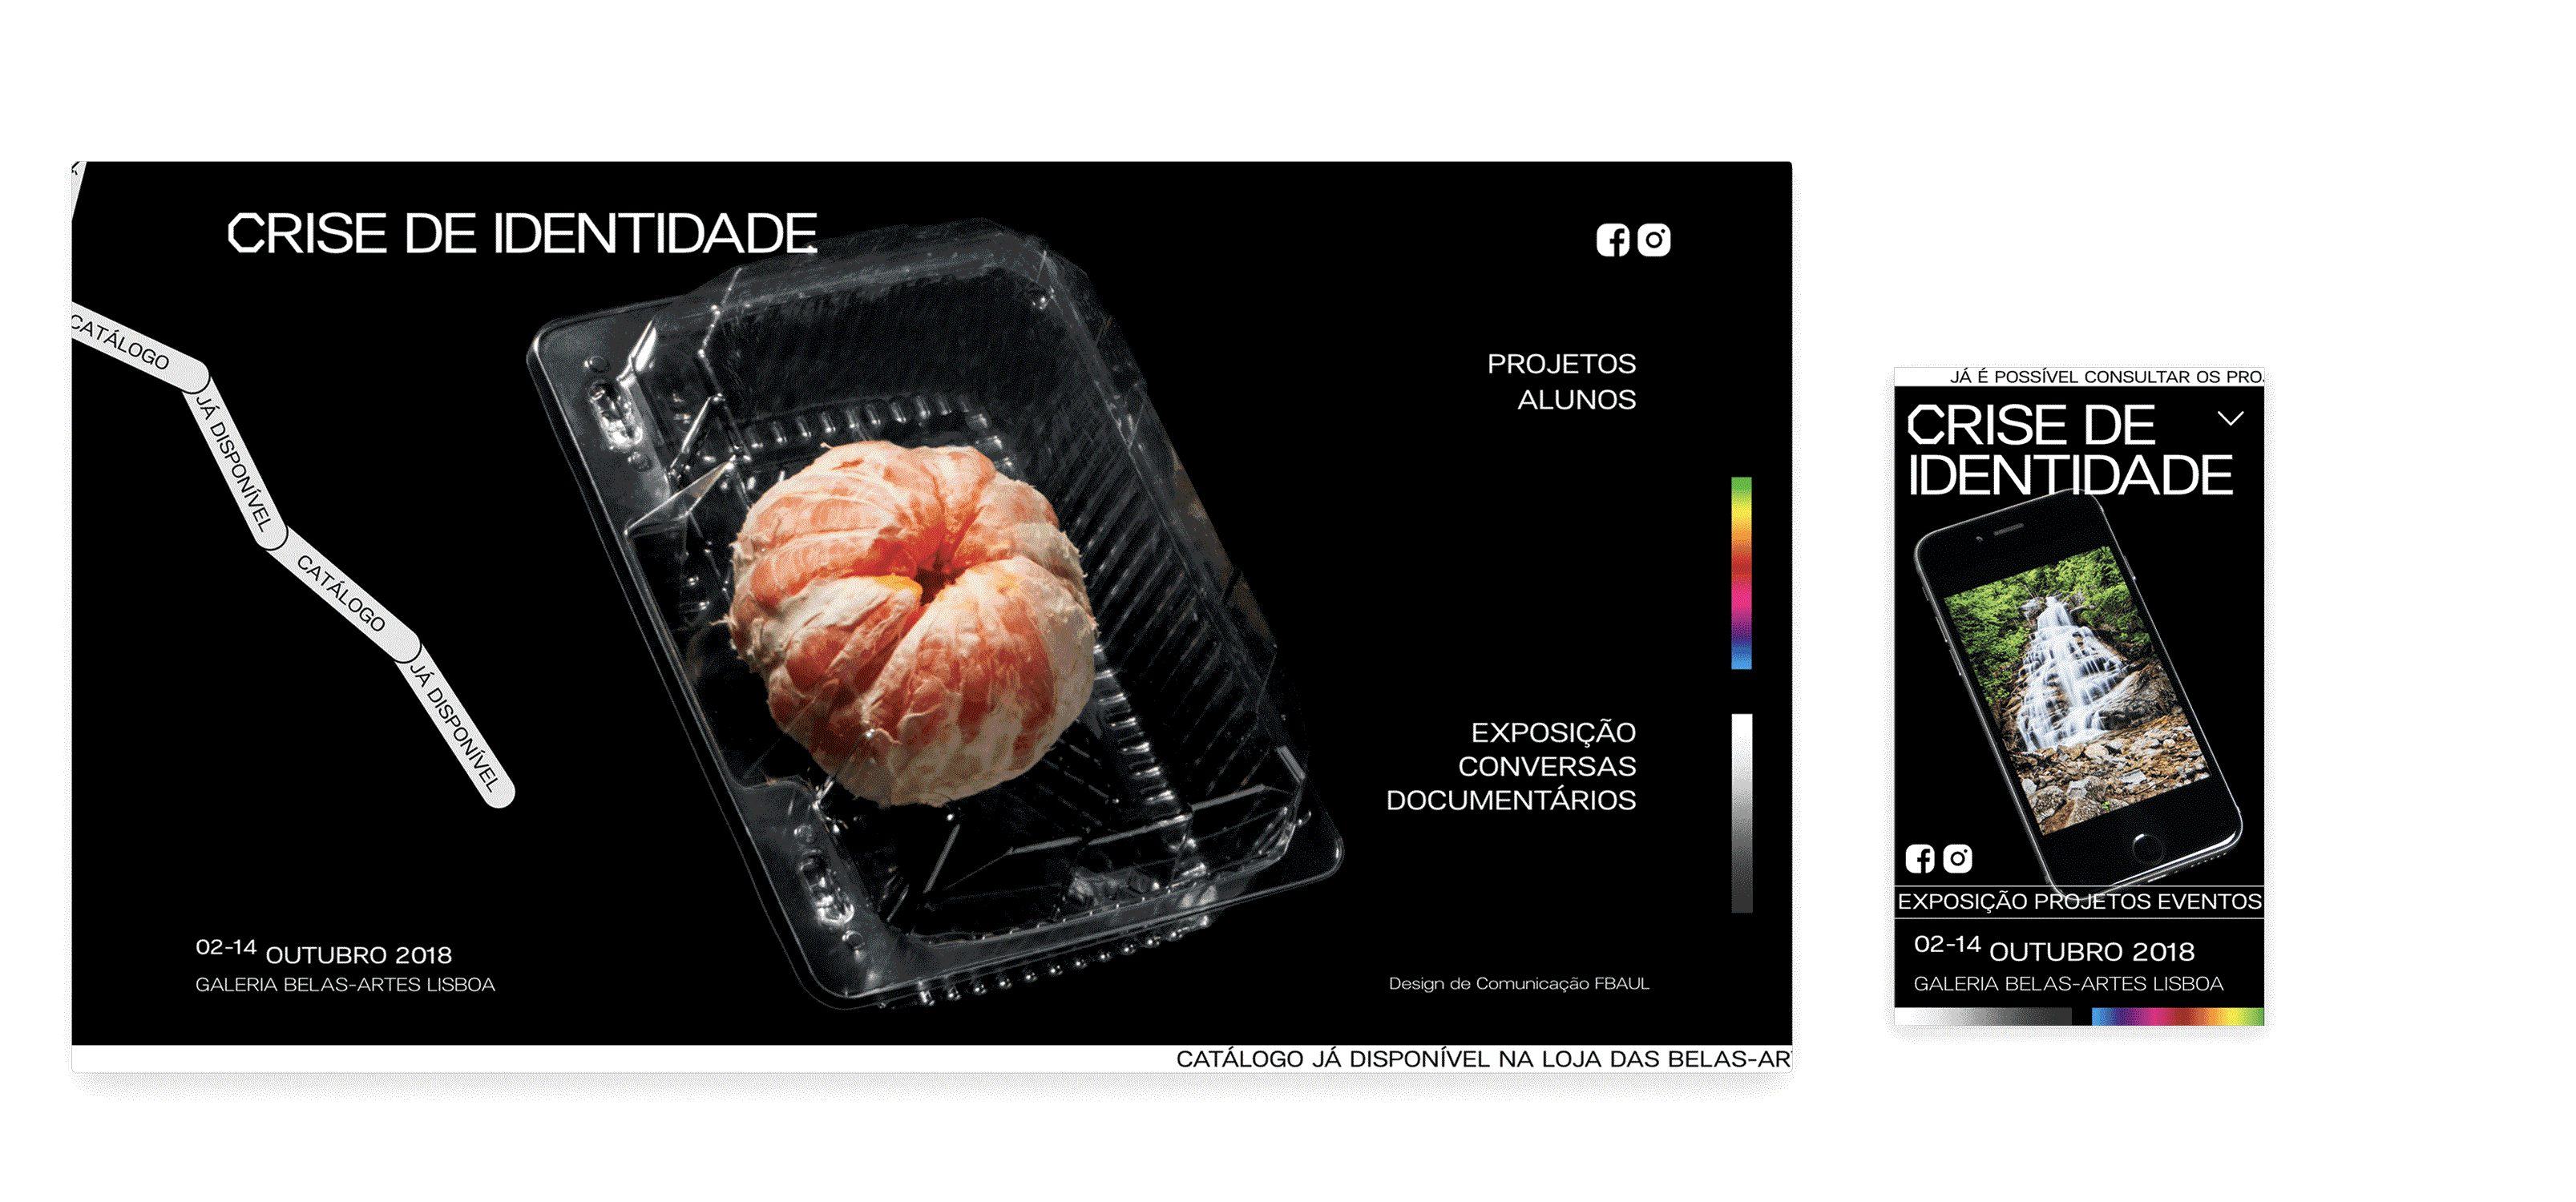 CRISE DE IDENTIDADE
CATÁLOGO
JÁ DISPONÍVEL
CATÁLOGO
JÁ DISPONÍVEL
PROJETOS
ALUNOS
EXPOSIÇÃO
CONVERSAS
DOCUMENTÁRIOS
02-14 OUTUBRO 2018
GALERIA BELAS-ARTES LISBOA
Design de Comunicação FBAUL
CATÁLOGO JÁ DISPONÍVEL NA LOJA DAS BELAS-AR
JÁ É POSSÍVEL CONSULTAR OS PRO
CRISE DE
IDENTIDADE
EXPOSIÇÃO PROJETOS EVENTOS
02-14 OUTUBRO 2018
GALERIA BELAS-ARTES LISBOA